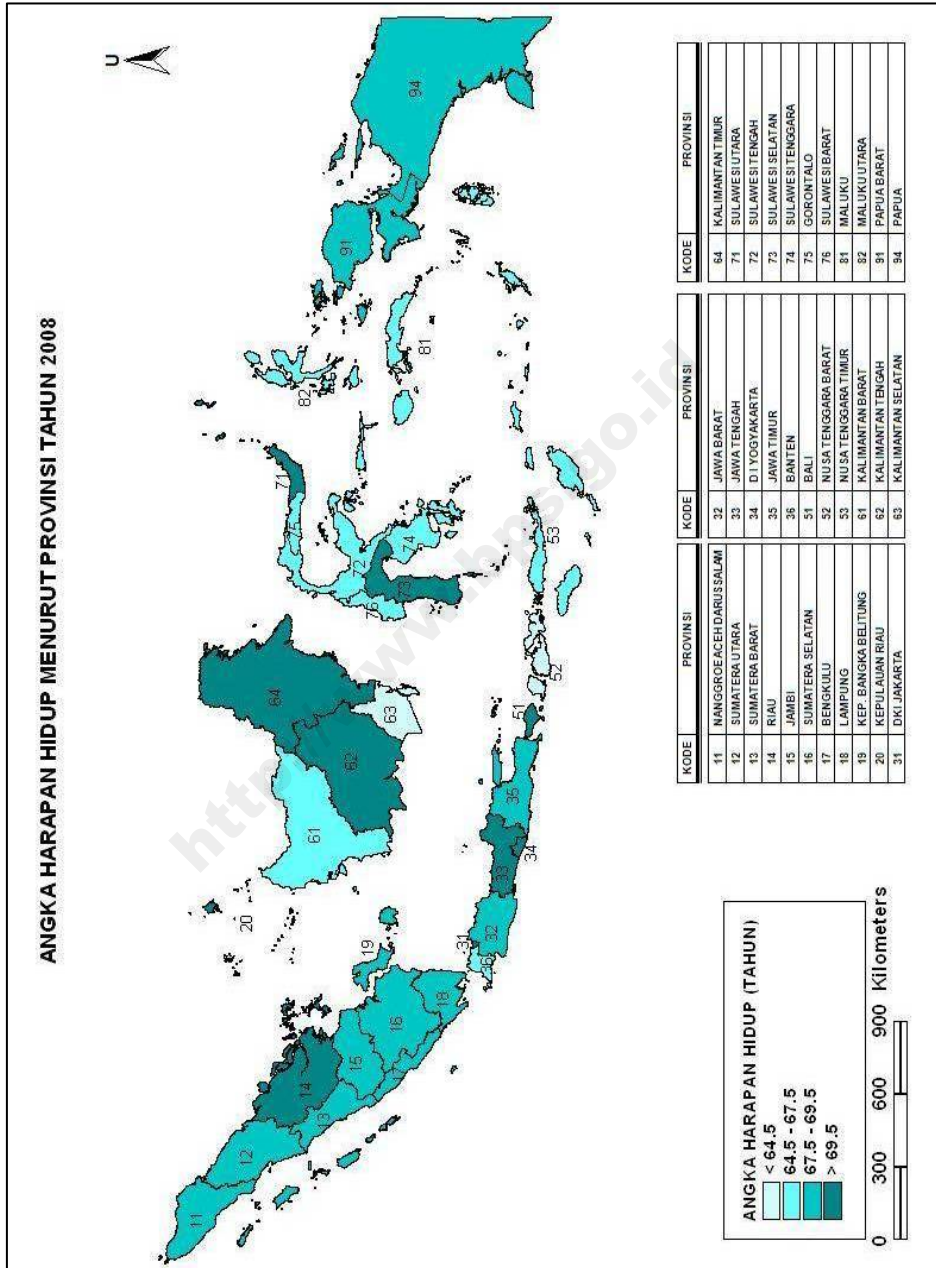 ANGKA HARAPAN HIDUP MENURUT PROVINSI TAHUN 2008
U
11
12
13
14
15
16
17
18
19
20
31
32
33
34
35
36
51
52
53
61
62
63
64
71
72
73
74
75
76
81
82
91
94
http://www.bps.go.id
ANGKA HARAPAN HIDUP (TAHUN)
< 64.5
64.5 - 67.5
67.5 - 69.5
> 69.5
0 300 600 900 Kilometers
KODE PROVINSI
11 NANGGROE ACEH DARUSSALAM
12 SUMATERA UTARA
13 SUMATERA BARAT
14 RIAU
15 JAMBI
16 SUMATERA SELATAN
17 BENGKULU
18 LAMPUNG
19 KEP. BANGKA BELITUNG
20 KEPULAUAN RIAU
31 DKI JAKARTA
KODE PROVINSI
32 JAWA BARAT
33 JAWA TENGAH
34 D I YOGYAKARTA
35 JAWA TIMUR
36 BANTEN
51 BALI
52 NUSA TENGGARA BARAT
53 NUSA TENGGARA TIMUR
61 KALIMANTAN BARAT
62 KALIMANTAN TENGAH
63 KALIMANTAN SELATAN
KODE PROVINSI
64 KALIMANTAN TIMUR
71 SULAWESI UTARA
72 SULAWESI TENGAH
73 SULAWESI SELATAN
74 SULAWESI TENGGARA
75 GORONTALO
76 SULAWESI BARAT
81 MALUKU
82 MALUKU UTARA
91 PAPUA BARAT
94 PAPUA